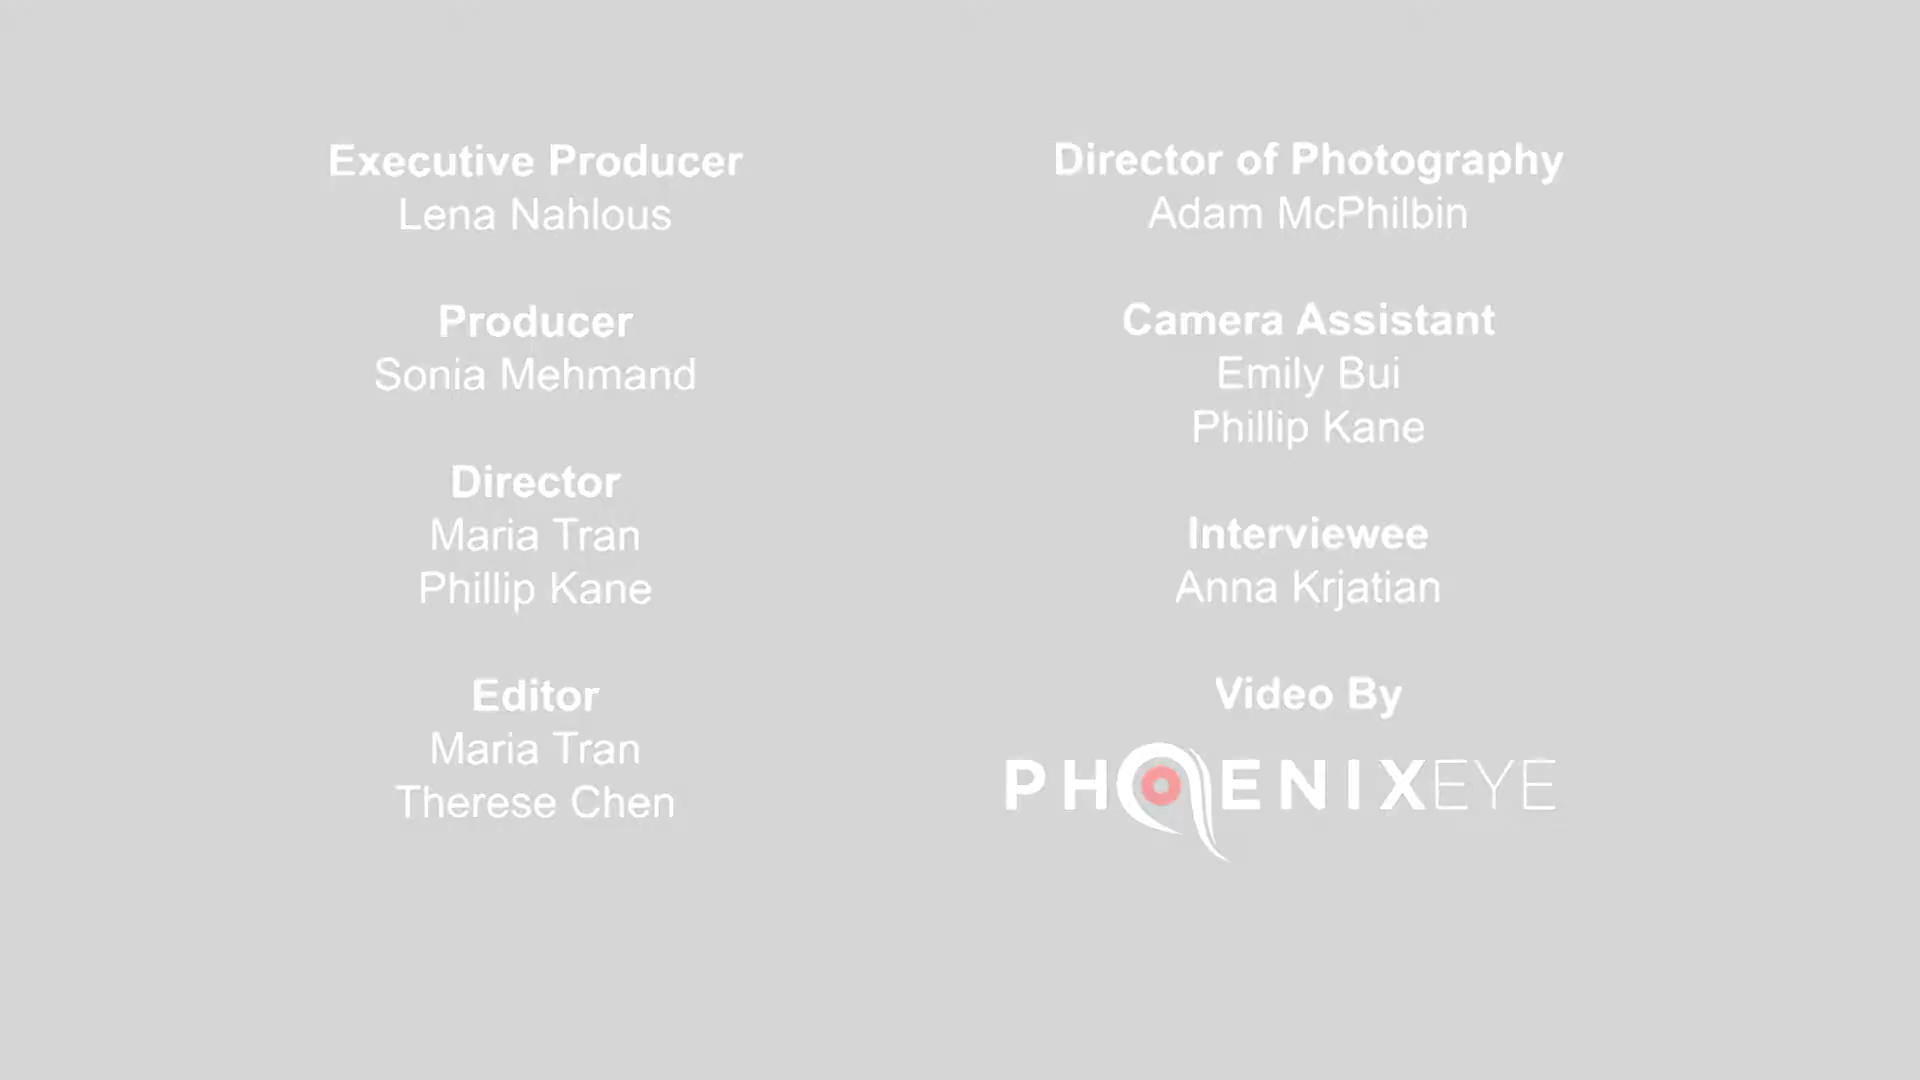 Executive Producer
Lena Nahlous
Producer
Sonia Mehmand
Director
Maria Tran
Phillip Kane
Editor
Maria Tran
Therese Chen
Director of Photography
Adam McPhilbin
Camera Assistant
Emily Bui
Phillip Kane
Interviewee
Anna Krjatian
Video By
PHOENIXEYE